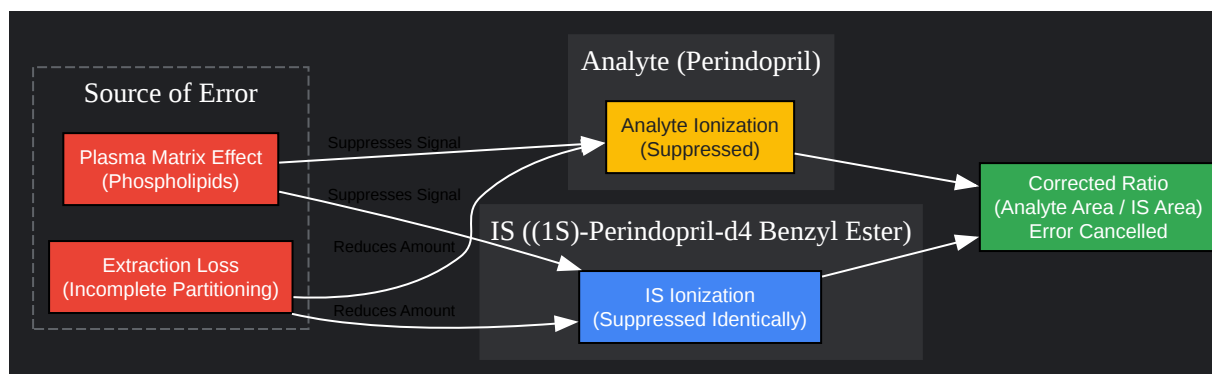 Source of Error
Plasma Matrix Effect
(Phospholipids)
Extraction Loss
(Incomplete Partitioning)
Suppresses Signal
Suppresses Signal
Reduces Amount
Reduces Amount
Analyte (Perindopril)
Analyte Ionization
(Suppressed)
IS ((1S)-Perindopril-d4 Benzyl Ester)
IS Ionization
(Suppressed Identically)
Corrected Ratio
(Analyte Area / IS Area)
Error Cancelled